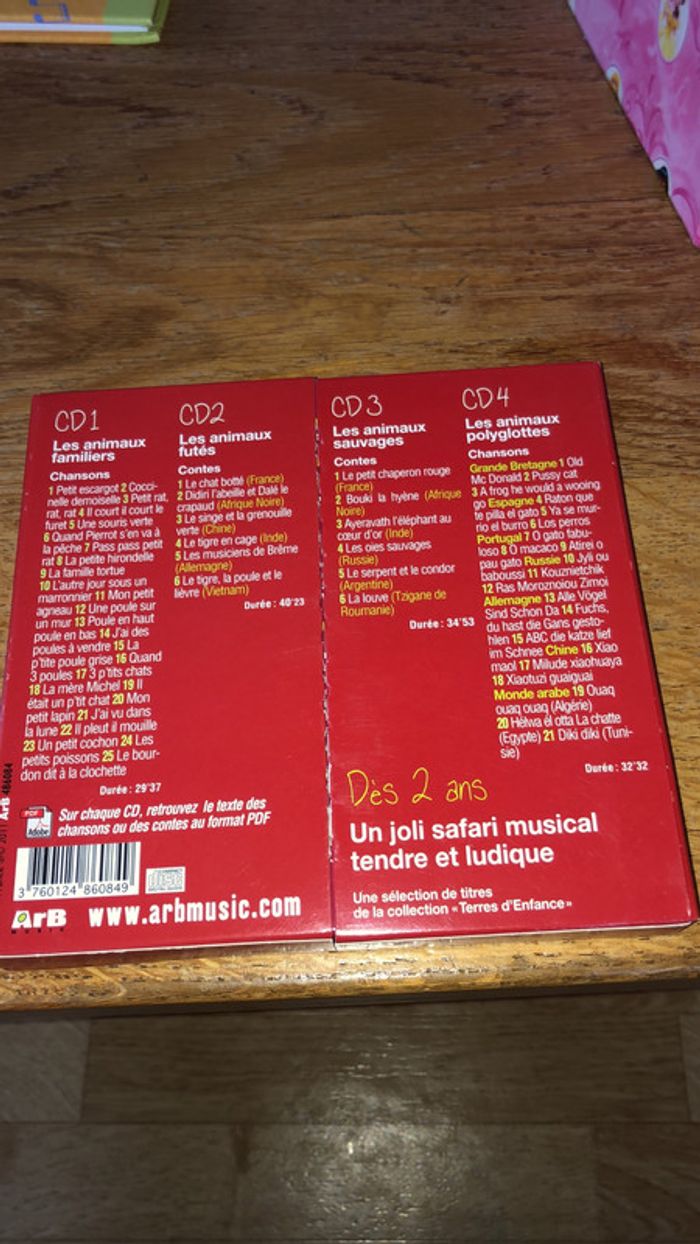 CD1
Les animaux
familiers
Chansons
1 Petit escargot 2 Cocci-
nelle demoiselle 3 Petit rat,
rat, rat 4 Il court il court le
furet 5 Une souris verte
6 Quand Pierrot s'en va à
la pêche 7 Pass pass petit
rat 8 La petite hirondelle
9 La famille tortue
10 L'autre jour sous un
marronnier 11 Mon petit
agneau 12 Une poule sur
un mur 13 Poule en haut
poule en bas 14 J'ai des
poules à vendre 15 La
p'tite poule grise 16 Quand
3 poules 17 3 p'tits chats
18 La mère Michel 19 Il
était un p'tit chat 20 Mon
petit lapin 21 J'ai vu dans
la lune 22 Il pleut il mouille
23 Un petit cochon 24 Les
petits poissons 25 Le bour-
don dit à la clochette
Durée : 29'37
CD2
Les animaux
futés
Contes
1 Le chat botté (France)
2 Didiri l'abeille et Dalé le
crapaud (Afrique Noire)
3 Le singe et la grenouille
verte (Chine)
4 Le tigre en cage (Inde)
5 Les musiciens de Brême
(Allemagne)
6 Le tigre, la poule et le
lièvre (Vietnam)
Durée : 40'23
PDF
Adobe
Sur chaque CD, retrouvez le texte des
chansons ou des contes au format PDF
3 760124 860849
ArB
MUSIC
www.arbmusic.com
ArB 486084
CD3
Les animaux
sauvages
Contes
1 Le petit chaperon rouge
(France)
2 Bouki la hyène (Afrique
Noire)
3 Ayeravath l'éléphant au
cœur d'or (Inde)
4 Les oies sauvages
(Russie)
5 Le serpent et le condor
(Argentine)
6 La louve (Tzigane de
Roumanie)
Durée : 34'53
CD4
Les animaux
polyglottes
Chansons
Grande Bretagne 1 Old
Mc Donald 2 Pussy cat
3 A frog he would a wooing
go Espagne 4 Raton que
te pilla el gato 5 Ya se mur-
rio el burro 6 Los perros
Portugal 7 O gato fabu-
loso 8 O macaco 9 Atirei o
pau gato Russie 10 Jyli ou
baboussi 11 Kouznietchik
12 Ras Moroznoiou Zimoi
Allemagne 13 Alle Vögel
Sind Schon Da 14 Fuchs,
du hast die Gans gesto-
hlen 15 ABC die katze lief
im Schnee Chine 16 Xiao
maol 17 Milude xiaohuaya
18 Xiaotuzi guaiguai
Monde arabe 19 Ouaq
ouaq ouaq (Algérie)
20 Helwa él otta La chatte
(Egypte) 21 Diki diki (Tuni-
sie)
Durée : 32'32
Dès 2 ans
Un joli safari musical
tendre et ludique
Une sélection de titres
de la collection « Terres d'Enfance »